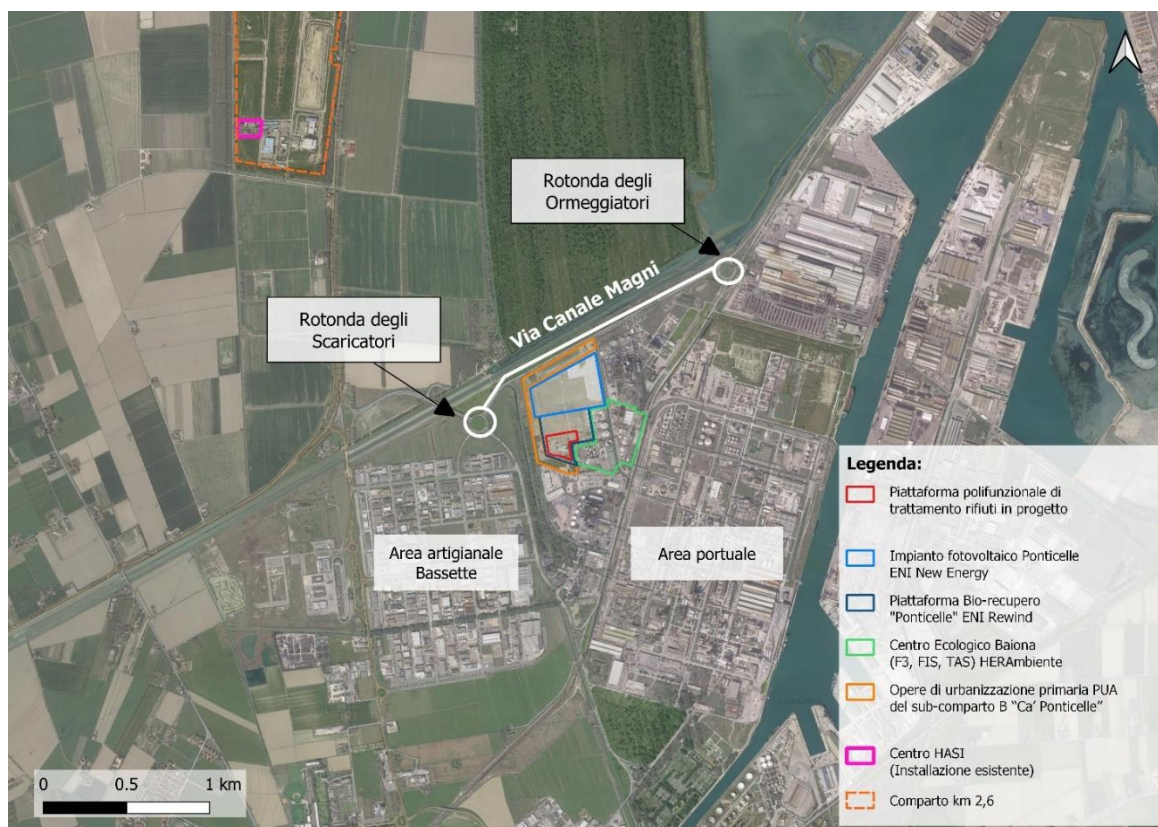 Rotonda degli
Ormeggiatori
Via Canale Magni
Rotonda degli
Scaricatori
Area artigianale
Bassette
Area portuale
Legenda:
Piattaforma polifunzionale di
trattamento rifiuti in progetto
Impianto fotovoltaico Ponticelle
ENI New Energy
Piattaforma Bio-recupero
"Ponticelle" ENI Rewind
Centro Ecologico Baiona
(F3, FIS, TAS) HERAmbiente
Opere di urbanizzazione primaria PUA
del sub-comparto B “Ca’ Ponticelle”
Centro HASI
(Installazione esistente)
Comparto km 2,6
0 0.5 1 km